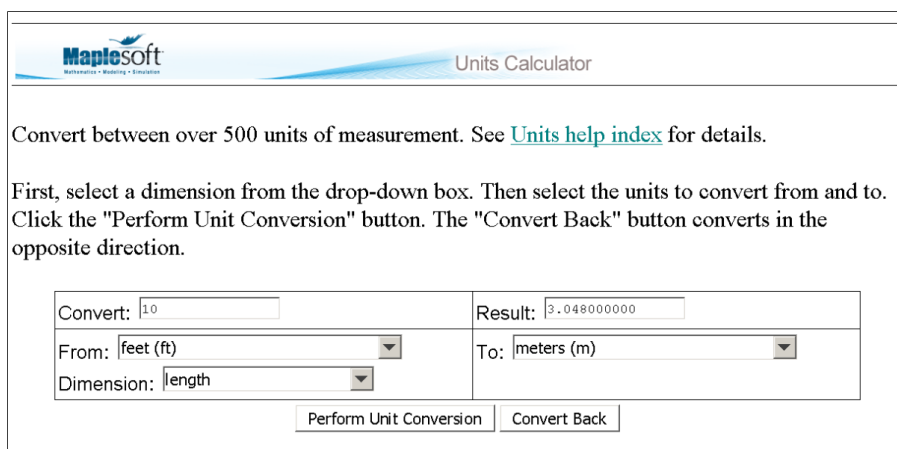 Maplesoft
Mathematics • Modeling • Simulation
Units Calculator
Convert between over 500 units of measurement. See Units help index for details.
First, select a dimension from the drop-down box. Then select the units to convert from and to.
Click the "Perform Unit Conversion" button. The "Convert Back" button converts in the
opposite direction.
Convert: 10
Result: 3.048000000
From: feet (ft)
To: meters (m)
Dimension: length
Perform Unit Conversion
Convert Back